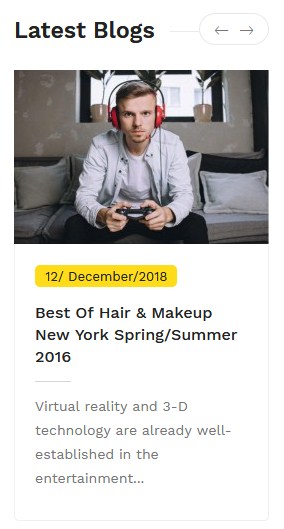 Latest Blogs
12/ December/2018
Best Of Hair & Makeup
New York Spring/Summer
2016
Virtual reality and 3-D
technology are already well-
established in the
entertainment...